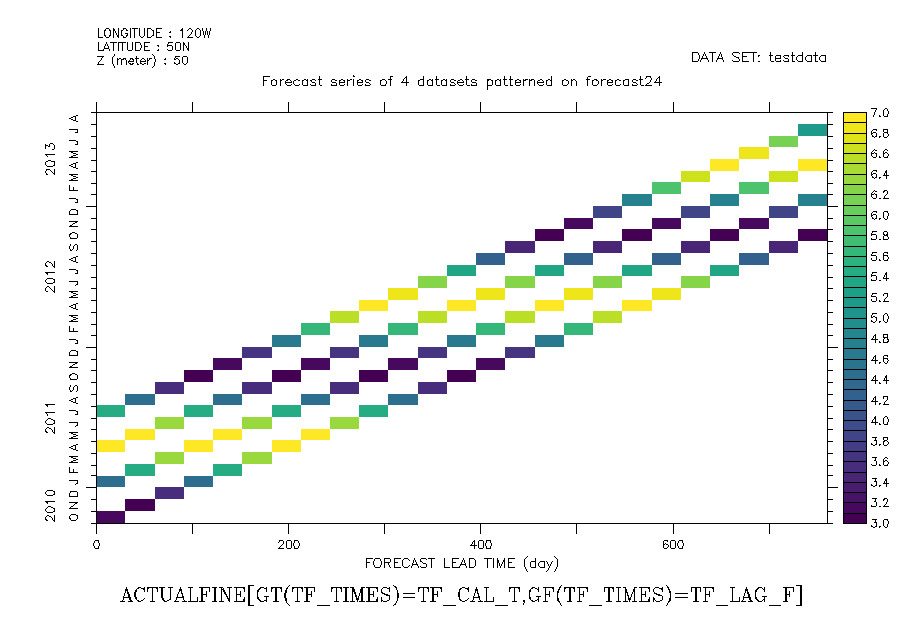 LONGITUDE : 120W
LATITUDE : 50N
Z (meter) : 50
DATA SET: testdata
Forecast series of 4 datasets patterned on forecast24
2013
2012
2011
2010
A
J
J
M
A
M
F
J
D
N
O
S
A
J
J
M
A
M
F
J
D
N
O
S
A
J
J
M
A
M
F
J
D
N
O
7.0
6.8
6.6
6.4
6.2
6.0
5.8
5.6
5.4
5.2
5.0
4.8
4.6
4.4
4.2
4.0
3.8
3.6
3.4
3.2
3.0
0 200 400 600
FORECAST LEAD TIME (day)
ACTUALFINE[GT(TF_TIMES)=TF_CAL_T,GF(TF_TIMES)=TF_LAG_F]